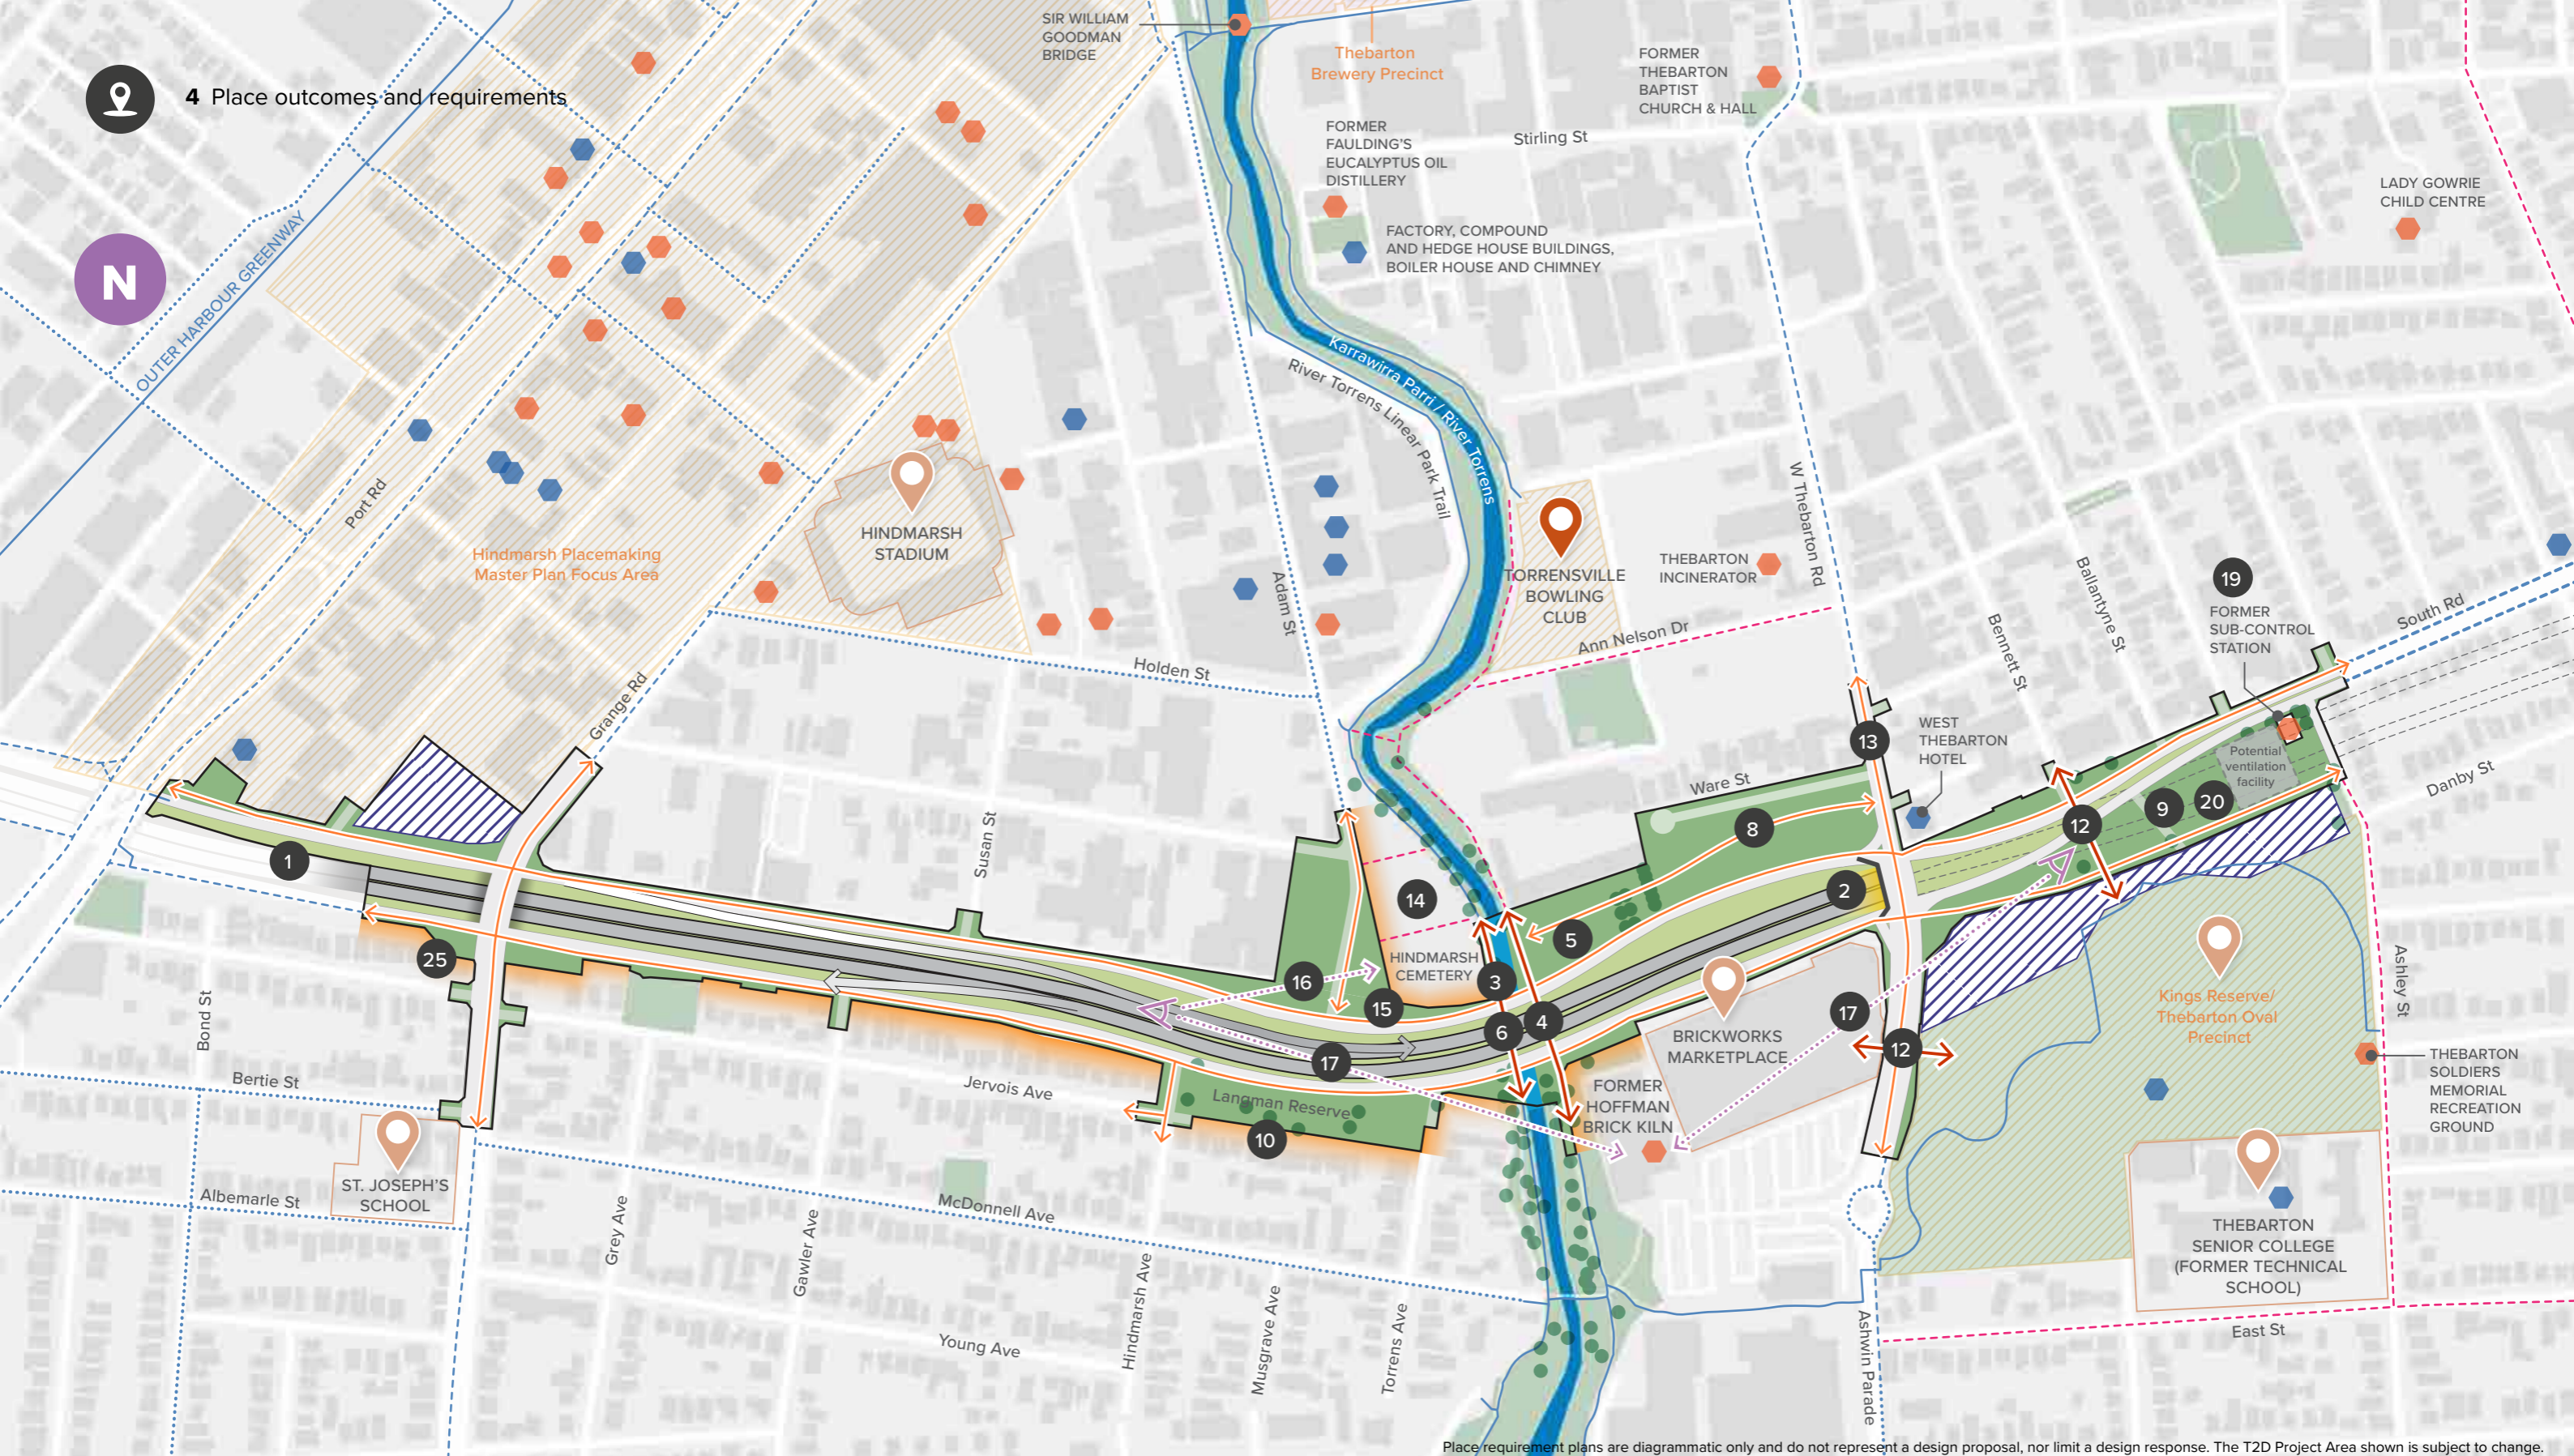 4 Place outcomes and requirements
N
SIR WILLIAM
GOODMAN
BRIDGE
Thebarton
Brewery Precinct
FORMER
THEBARTON
BAPTIST
CHURCH & HALL
FORMER
FAULDING'S
EUCALYPTUS OIL
DISTILLERY
Stirling St
FACTORY, COMPOUND
AND HEDGE HOUSE BUILDINGS,
BOILER HOUSE AND CHIMNEY
LADY GOWRIE
CHILD CENTRE
OUTER HARBOUR GREENWAY
Karrawirra Parri / River Torrens
River Torrens Linear Park Trail
Port Rd
Hindmarsh Placemaking
Master Plan Focus Area
HINDMARSH
STADIUM
Adam St
TORRENSVILLE
BOWLING
CLUB
THEBARTON
INCINERATOR
W Thebarton Rd
Ann Nelson Dr
Bennett St
Ballantyne St
19
FORMER
SUB-CONTROL
STATION
South Rd
Holden St
Grange Rd
13
WEST
THEBARTON
HOTEL
Potential
ventilation
facility
Danby St
Ware St
1
Susan St
8
12
9
20
2
14
5
25
HINDMARSH
CEMETERY
3
16
15
6
4
17
BRICKWORKS
MARKETPLACE
17
12
Kings Reserve/
Thebarton Oval
Precinct
Ashley St
Bond St
Bertie St
Jervois Ave
Langman Reserve
10
FORMER
HOFFMAN
BRICK KILN
THEBARTON
SOLDIERS
MEMORIAL
RECREATION
GROUND
ST. JOSEPH'S
SCHOOL
Albemarle St
Grey Ave
Gawler Ave
McDonnell Ave
Hindmarsh Ave
Musgrave Ave
Torrens Ave
Young Ave
THEBARTON
SENIOR COLLEGE
(FORMER TECHNICAL
SCHOOL)
East St
Ashwin Parade
Place requirement plans are diagrammatic only and do not represent a design proposal, nor limit a design response. The T2D Project Area shown is subject to change.